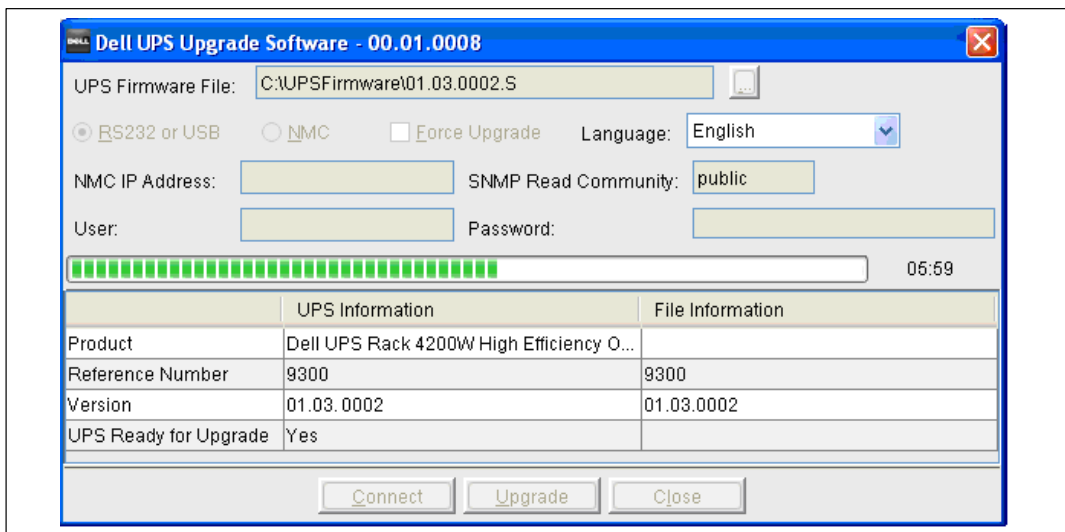 DELL Dell UPS Upgrade Software - 00.01.0008
UPS Firmware File: C:\UPSFirmware\01.03.0002.S ...
RS232 or USB NMC Force Upgrade Language: English
NMC IP Address: SNMP Read Community: public
User: Password:
05:59
UPS Information File Information
Product Dell UPS Rack 4200W High Efficiency O...
Reference Number 9300 9300
Version 01.03.0002 01.03.0002
UPS Ready for Upgrade Yes
Connect Upgrade Close